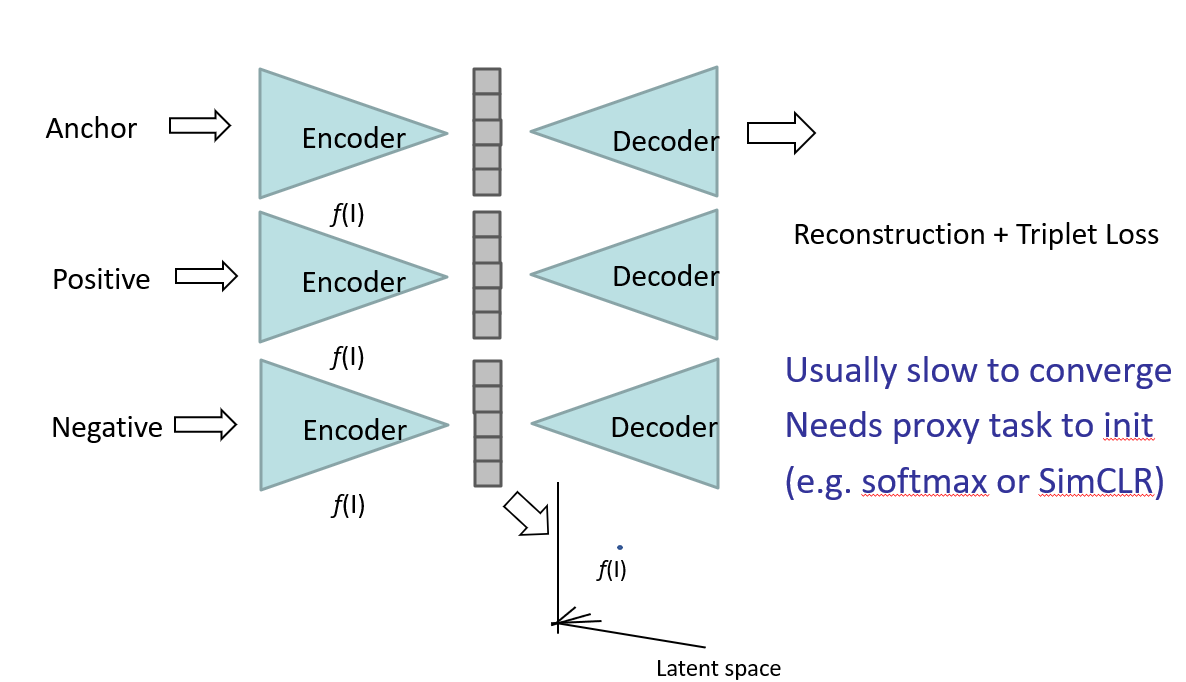 Anchor
Encoder
Decoder
f(I)
Reconstruction + Triplet Loss
Positive
Encoder
Decoder
f(I)
Usually slow to converge
Needs proxy task to init
(e.g. softmax or SimCLR)
Negative
Encoder
Decoder
f(I)
f(I)
Latent space